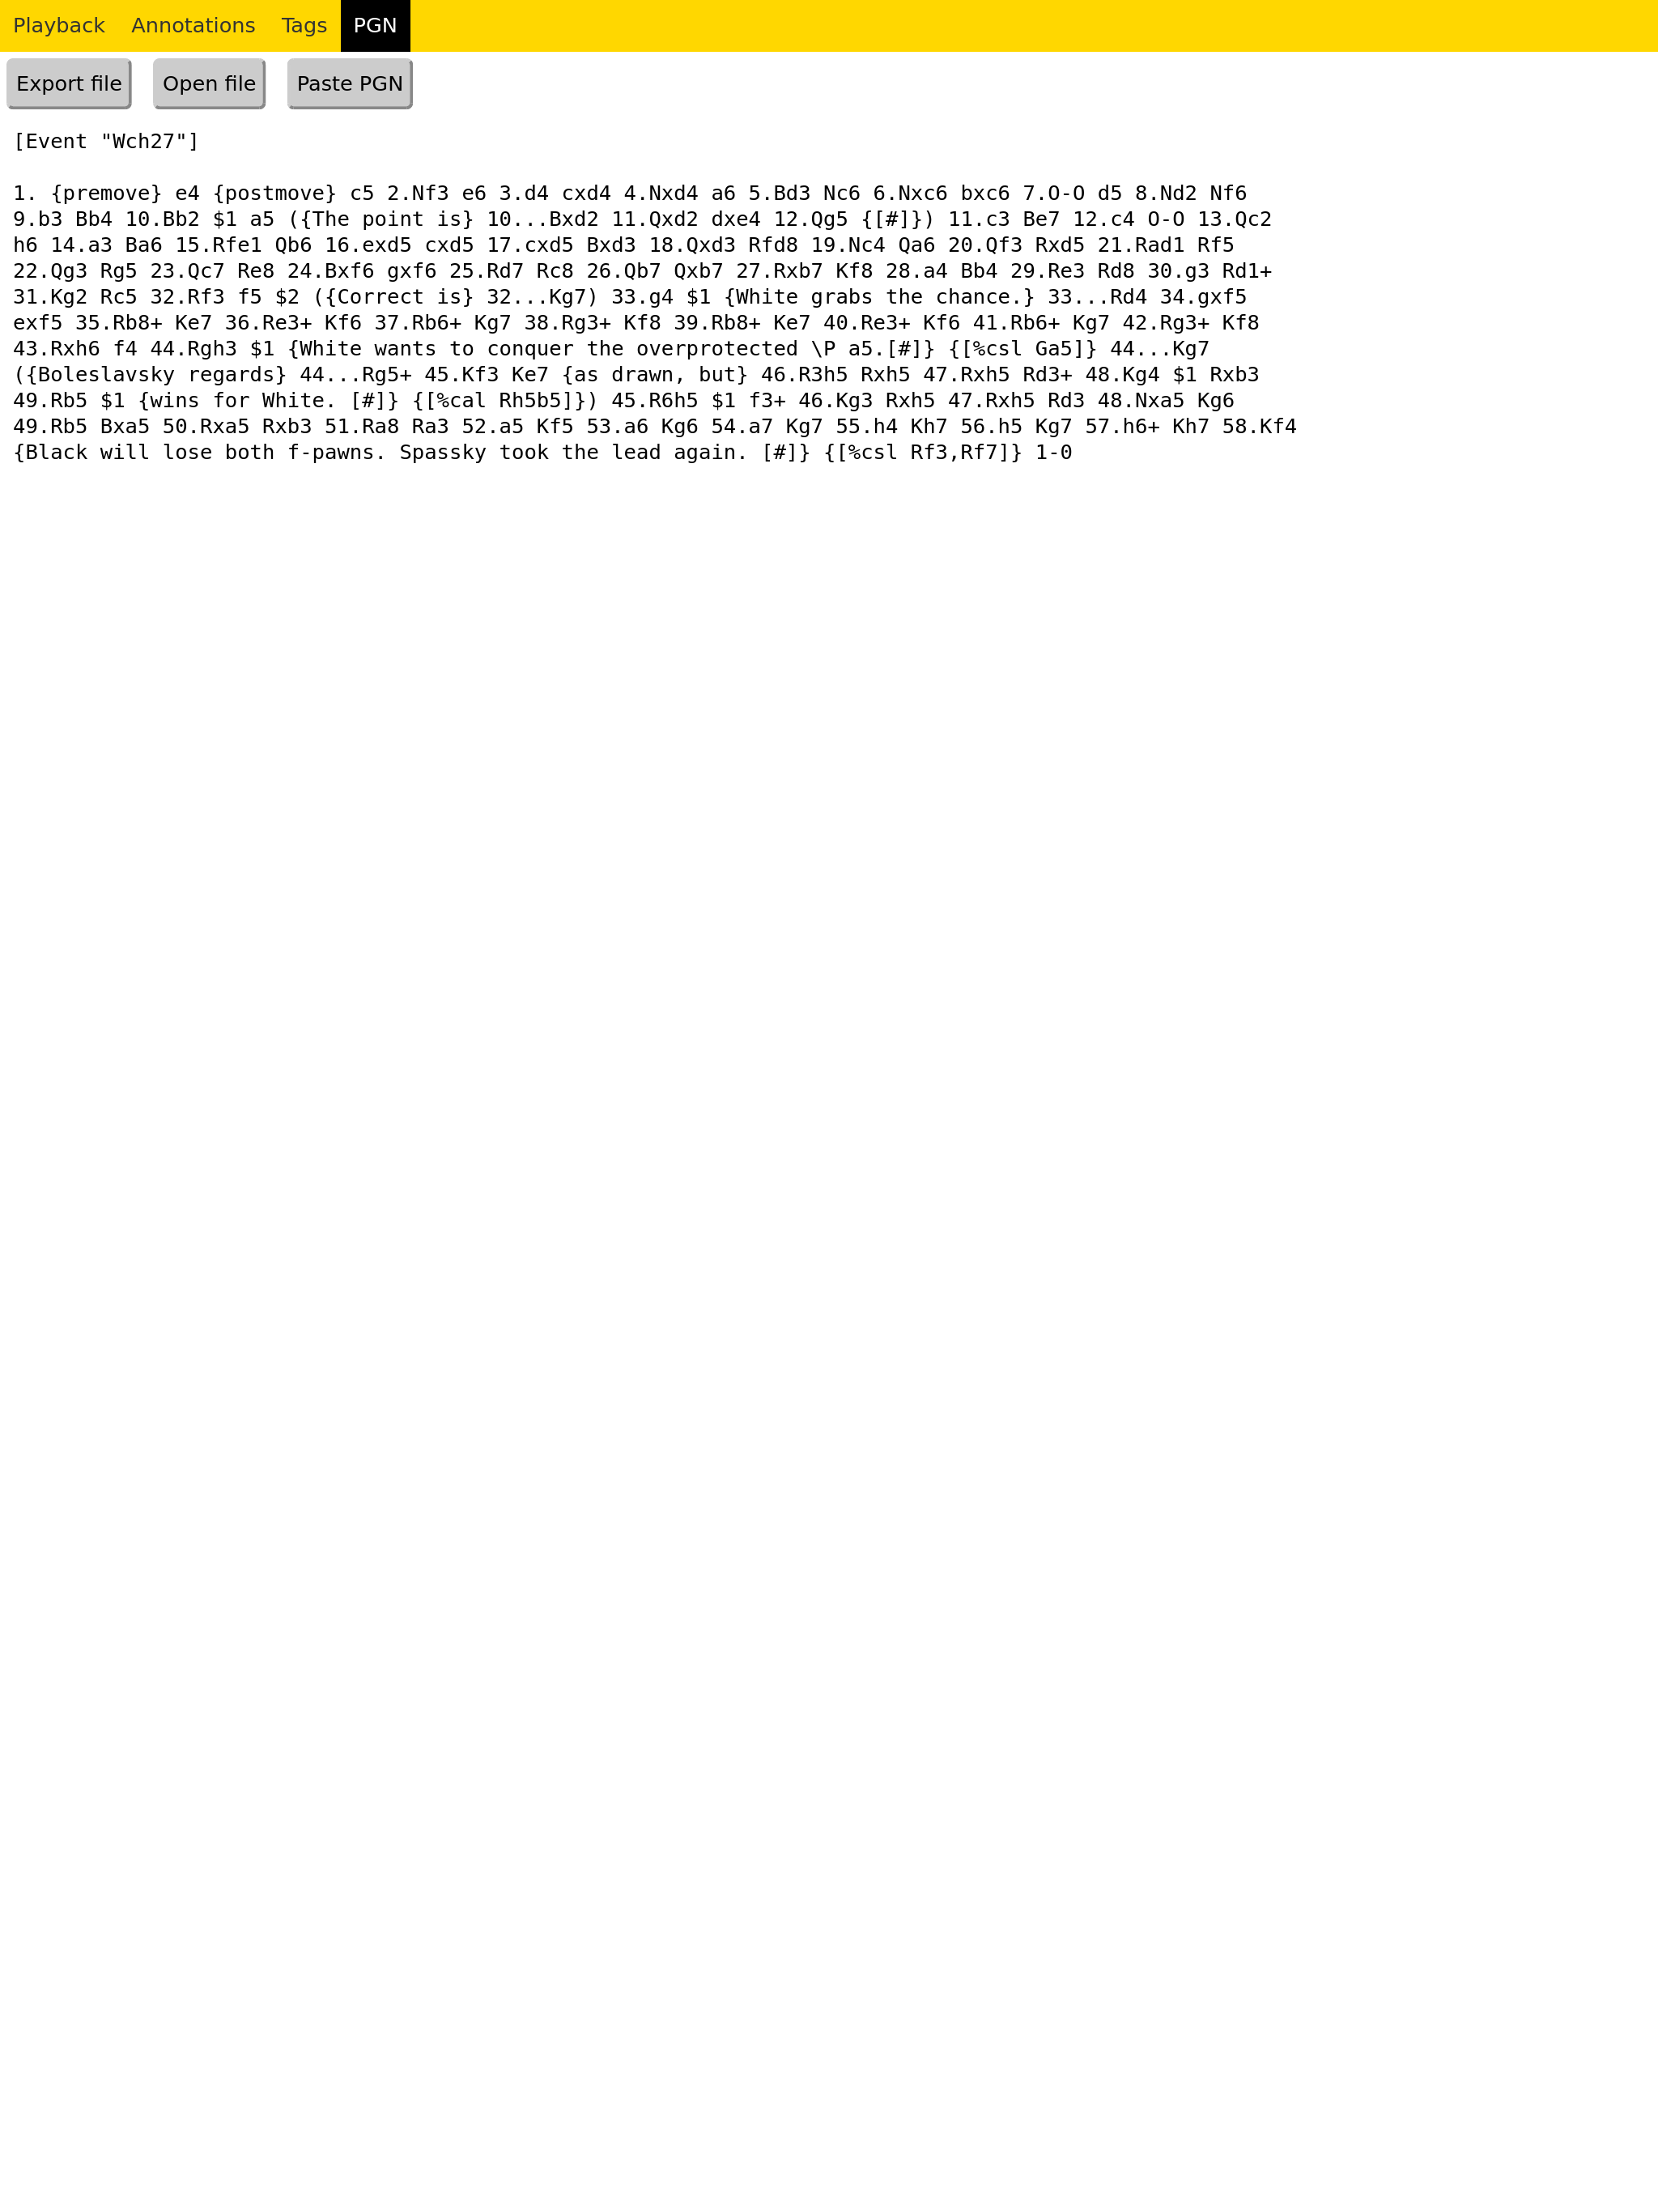 Playback Annotations Tags PGN
Export file Open file Paste PGN
[Event "Wch27"]
1. {premove} e4 {postmove} c5 2.Nf3 e6 3.d4 cxd4 4.Nxd4 a6 5.Bd3 Nc6 6.Nxc6 bxc6 7.O-O d5 8.Nd2 Nf6
9.b3 Bb4 10.Bb2 $1 a5 ({The point is} 10...Bxd2 11.Qxd2 dxe4 12.Qg5 {[#]}) 11.c3 Be7 12.c4 O-O 13.Qc2
h6 14.a3 Ba6 15.Rfe1 Qb6 16.exd5 cxd5 17.cxd5 Bxd3 18.Qxd3 Rfd8 19.Nc4 Qa6 20.Qf3 Rxd5 21.Rad1 Rf5
22.Qg3 Rg5 23.Qc7 Re8 24.Bxf6 gxf6 25.Rd7 Rc8 26.Qb7 Qxb7 27.Rxb7 Kf8 28.a4 Bb4 29.Re3 Rd8 30.g3 Rd1+
31.Kg2 Rc5 32.Rf3 f5 $2 ({Correct is} 32...Kg7) 33.g4 $1 {White grabs the chance.} 33...Rd4 34.gxf5
exf5 35.Rb8+ Ke7 36.Re3+ Kf6 37.Rb6+ Kg7 38.Rg3+ Kf8 39.Rb8+ Ke7 40.Re3+ Kf6 41.Rb6+ Kg7 42.Rg3+ Kf8
43.Rxh6 f4 44.Rgh3 $1 {White wants to conquer the overprotected \P a5.[#]} {[%csl Ga5]} 44...Kg7
({Boleslavsky regards} 44...Rg5+ 45.Kf3 Ke7 {as drawn, but} 46.R3h5 Rxh5 47.Rxh5 Rd3+ 48.Kg4 $1 Rxb3
49.Rb5 $1 {wins for White. [#]} {[%cal Rh5b5]}) 45.R6h5 $1 f3+ 46.Kg3 Rxh5 47.Rxh5 Rd3 48.Nxa5 Kg6
49.Rb5 Bxa5 50.Rxa5 Rxb3 51.Ra8 Ra3 52.a5 Kf5 53.a6 Kg6 54.a7 Kg7 55.h4 Kh7 56.h5 Kg7 57.h6+ Kh7 58.Kf4
{Black will lose both f-pawns. Spassky took the lead again. [#]} {[%csl Rf3,Rf7]} 1-0